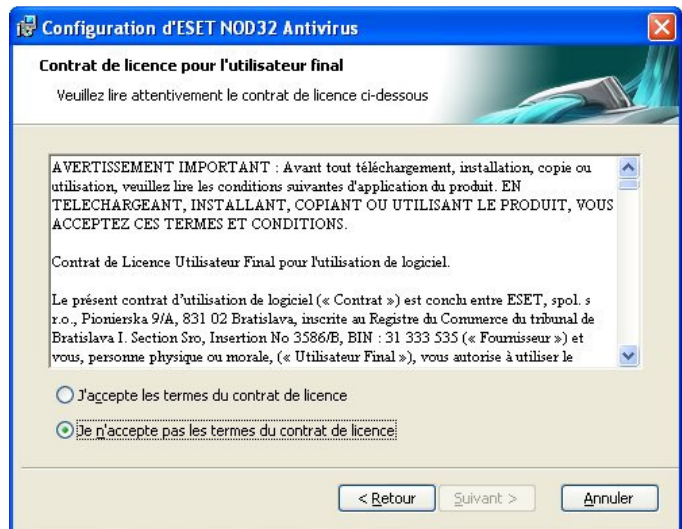 Configuration d'ESET NOD32 Antivirus
Contrat de licence pour l'utilisateur final
Veuillez lire attentivement le contrat de licence ci-dessous
AVERTISSEMENT IMPORTANT : Avant tout téléchargement, installation, copie ou
utilisation, veuillez lire les conditions suivantes d'application du produit. EN
TELECHARGEANT, INSTALLANT, COPIANT OU UTILISANT LE PRODUIT, VOUS
ACCEPTEZ CES TERMES ET CONDITIONS.
Contrat de Licence Utilisateur Final pour l'utilisation de logiciel.
Le présent contrat d'utilisation de logiciel (« Contrat ») est conclu entre ESET, spol. s
r.o., Pionierska 9/A, 831 02 Bratislava, inscrite au Registre du Commerce du tribunal de
Bratislava I. Section Sro, Insertion No 3586/B, BIN : 31 333 535 (« Fournisseur ») et
vous, personne physique ou morale, (« Utilisateur Final »), vous autorise à utiliser le
J'accepte les termes du contrat de licence
Je n'accepte pas les termes du contrat de licence
< Retour
Suivant >
Annuler